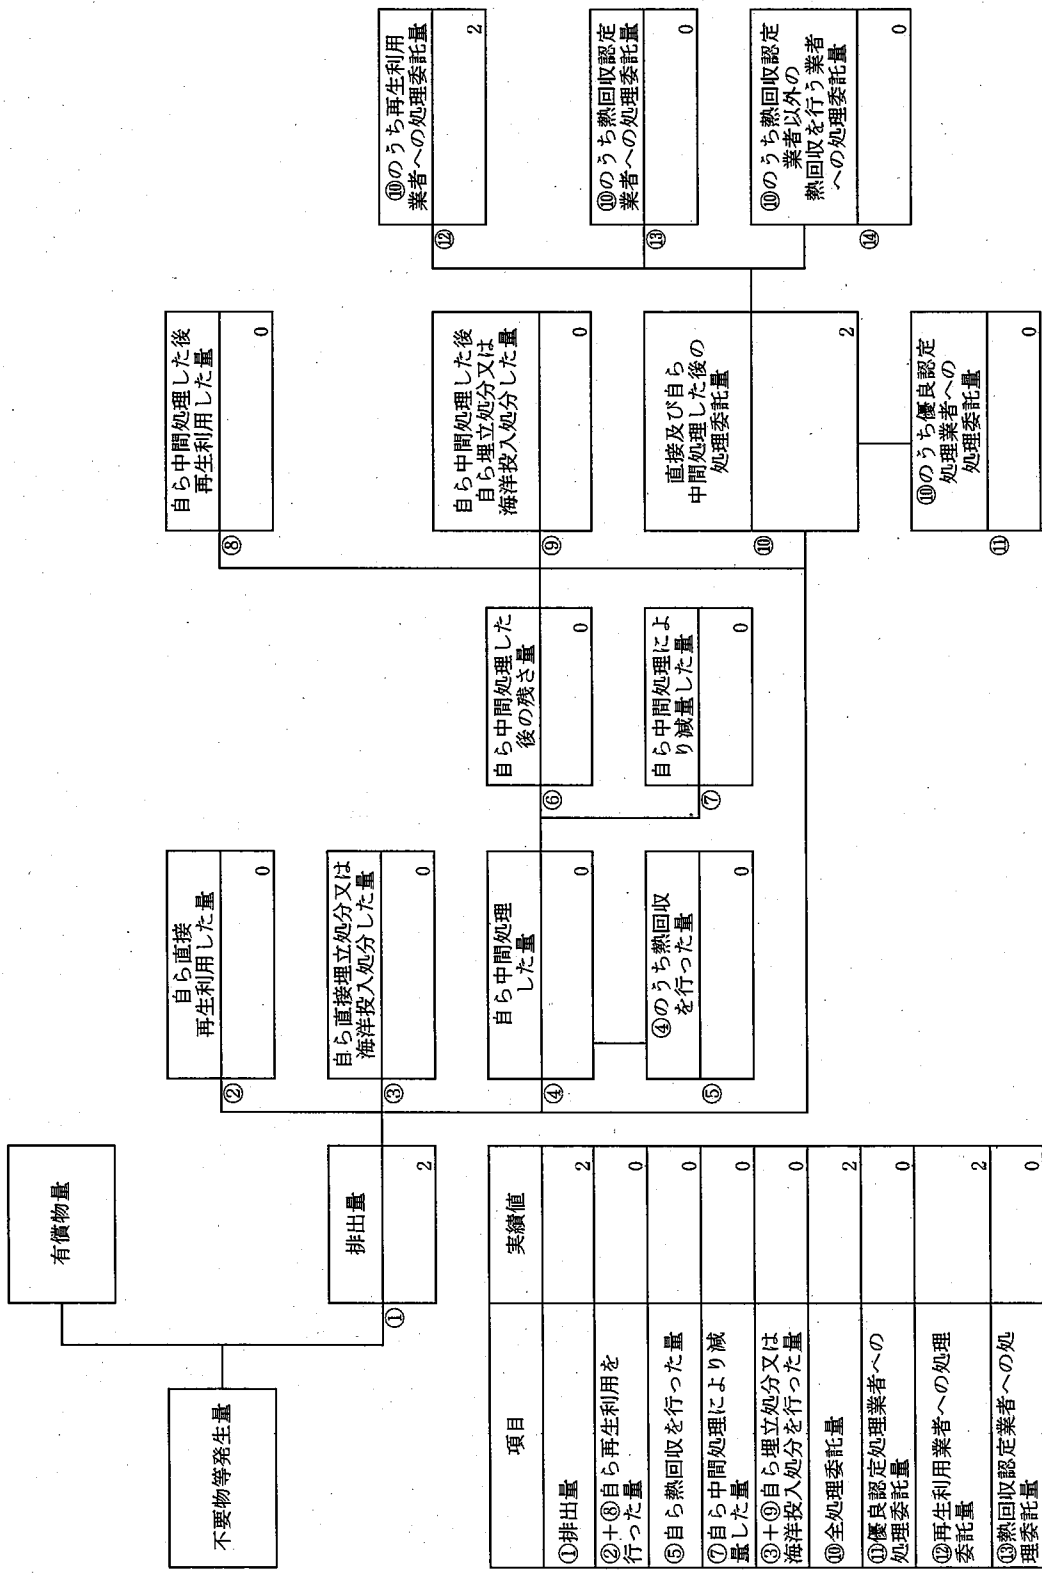 不要物等発生量
有償物量
排出量
①
2
②
自ら直接
再生利用した量
0
③
自ら直接埋立処分又は
海洋投入処分した量
0
④
自ら中間処理
した量
0
⑤
④のうち熱回収
を行った量
0
⑥
自ら中間処理した
後の残さ量
0
⑦
自ら中間処理によ
り減量した量
0
⑧
自ら中間処理した後
再生利用した量
0
⑨
自ら中間処理した後
自ら埋立処分又は
海洋投入処分した量
0
⑩
直接及び自ら
中間処理した後の
処理委託量
2
⑪
⑩のうち優良認定
処理業者への
処理委託量
0
⑫
⑩のうち再生利用
業者への処理委託量
2
⑬
⑩のうち熱回収認定
業者への処理委託量
0
⑭
⑩のうち熱回収認定
業者以外の
熱回収を行う業者
への処理委託量
0
項目 実績値
①排出量 2
②+⑧自ら再生利用を
行った量 0
⑤自ら熱回収を行った量 0
⑦自ら中間処理により減
量した量 0
③+⑨自ら埋立処分又は
海洋投入処分を行った量 0
⑩全処理委託量 2
⑪優良認定処理業者への
処理委託量 0
⑫再生利用業者への処理
委託量 2
⑬熱回収認定業者への処
理委託量 0